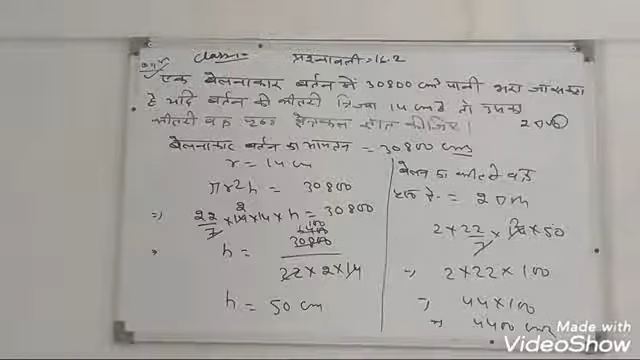 Class:- प्रश्नावली :- 16.2
एक बेलनाकार बर्तन में 30800 cm³ पानी भरा जा सकता
है यदि बर्तन की भीतरी त्रिज्या 14 cm है तो उसका
भीतरी वक्र पृष्ठ क्षेत्रफल ज्ञात कीजिए।
बेलनाकार बर्तन का आयतन = 30800 cm³
r = 14 cm
πr2h = 30800
=> 22/7 × 14 × 14 × h = 30800
h = 30800 / 22 × 2 × 14
h = 50 cm
बेलन का भीतरी वक्र
= 2πrh
2 × 22/7 × 14 × 50
=> 2 × 22 × 100
=> 44 × 100
=> 4400 cm²
Made with
VideoShow